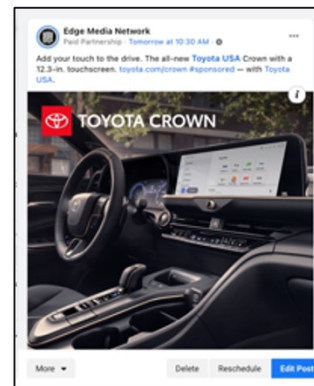 Edge Media Network
Paid Partnership · Tomorrow at 10:30 AM ·
Add your touch to the drive. The all-new Toyota USA Crown with a
12.3-in. touchscreen. toyota.com/crown #sponsored — with Toyota
USA.
TOYOTA CROWN
More
Delete
Reschedule
Edit Post